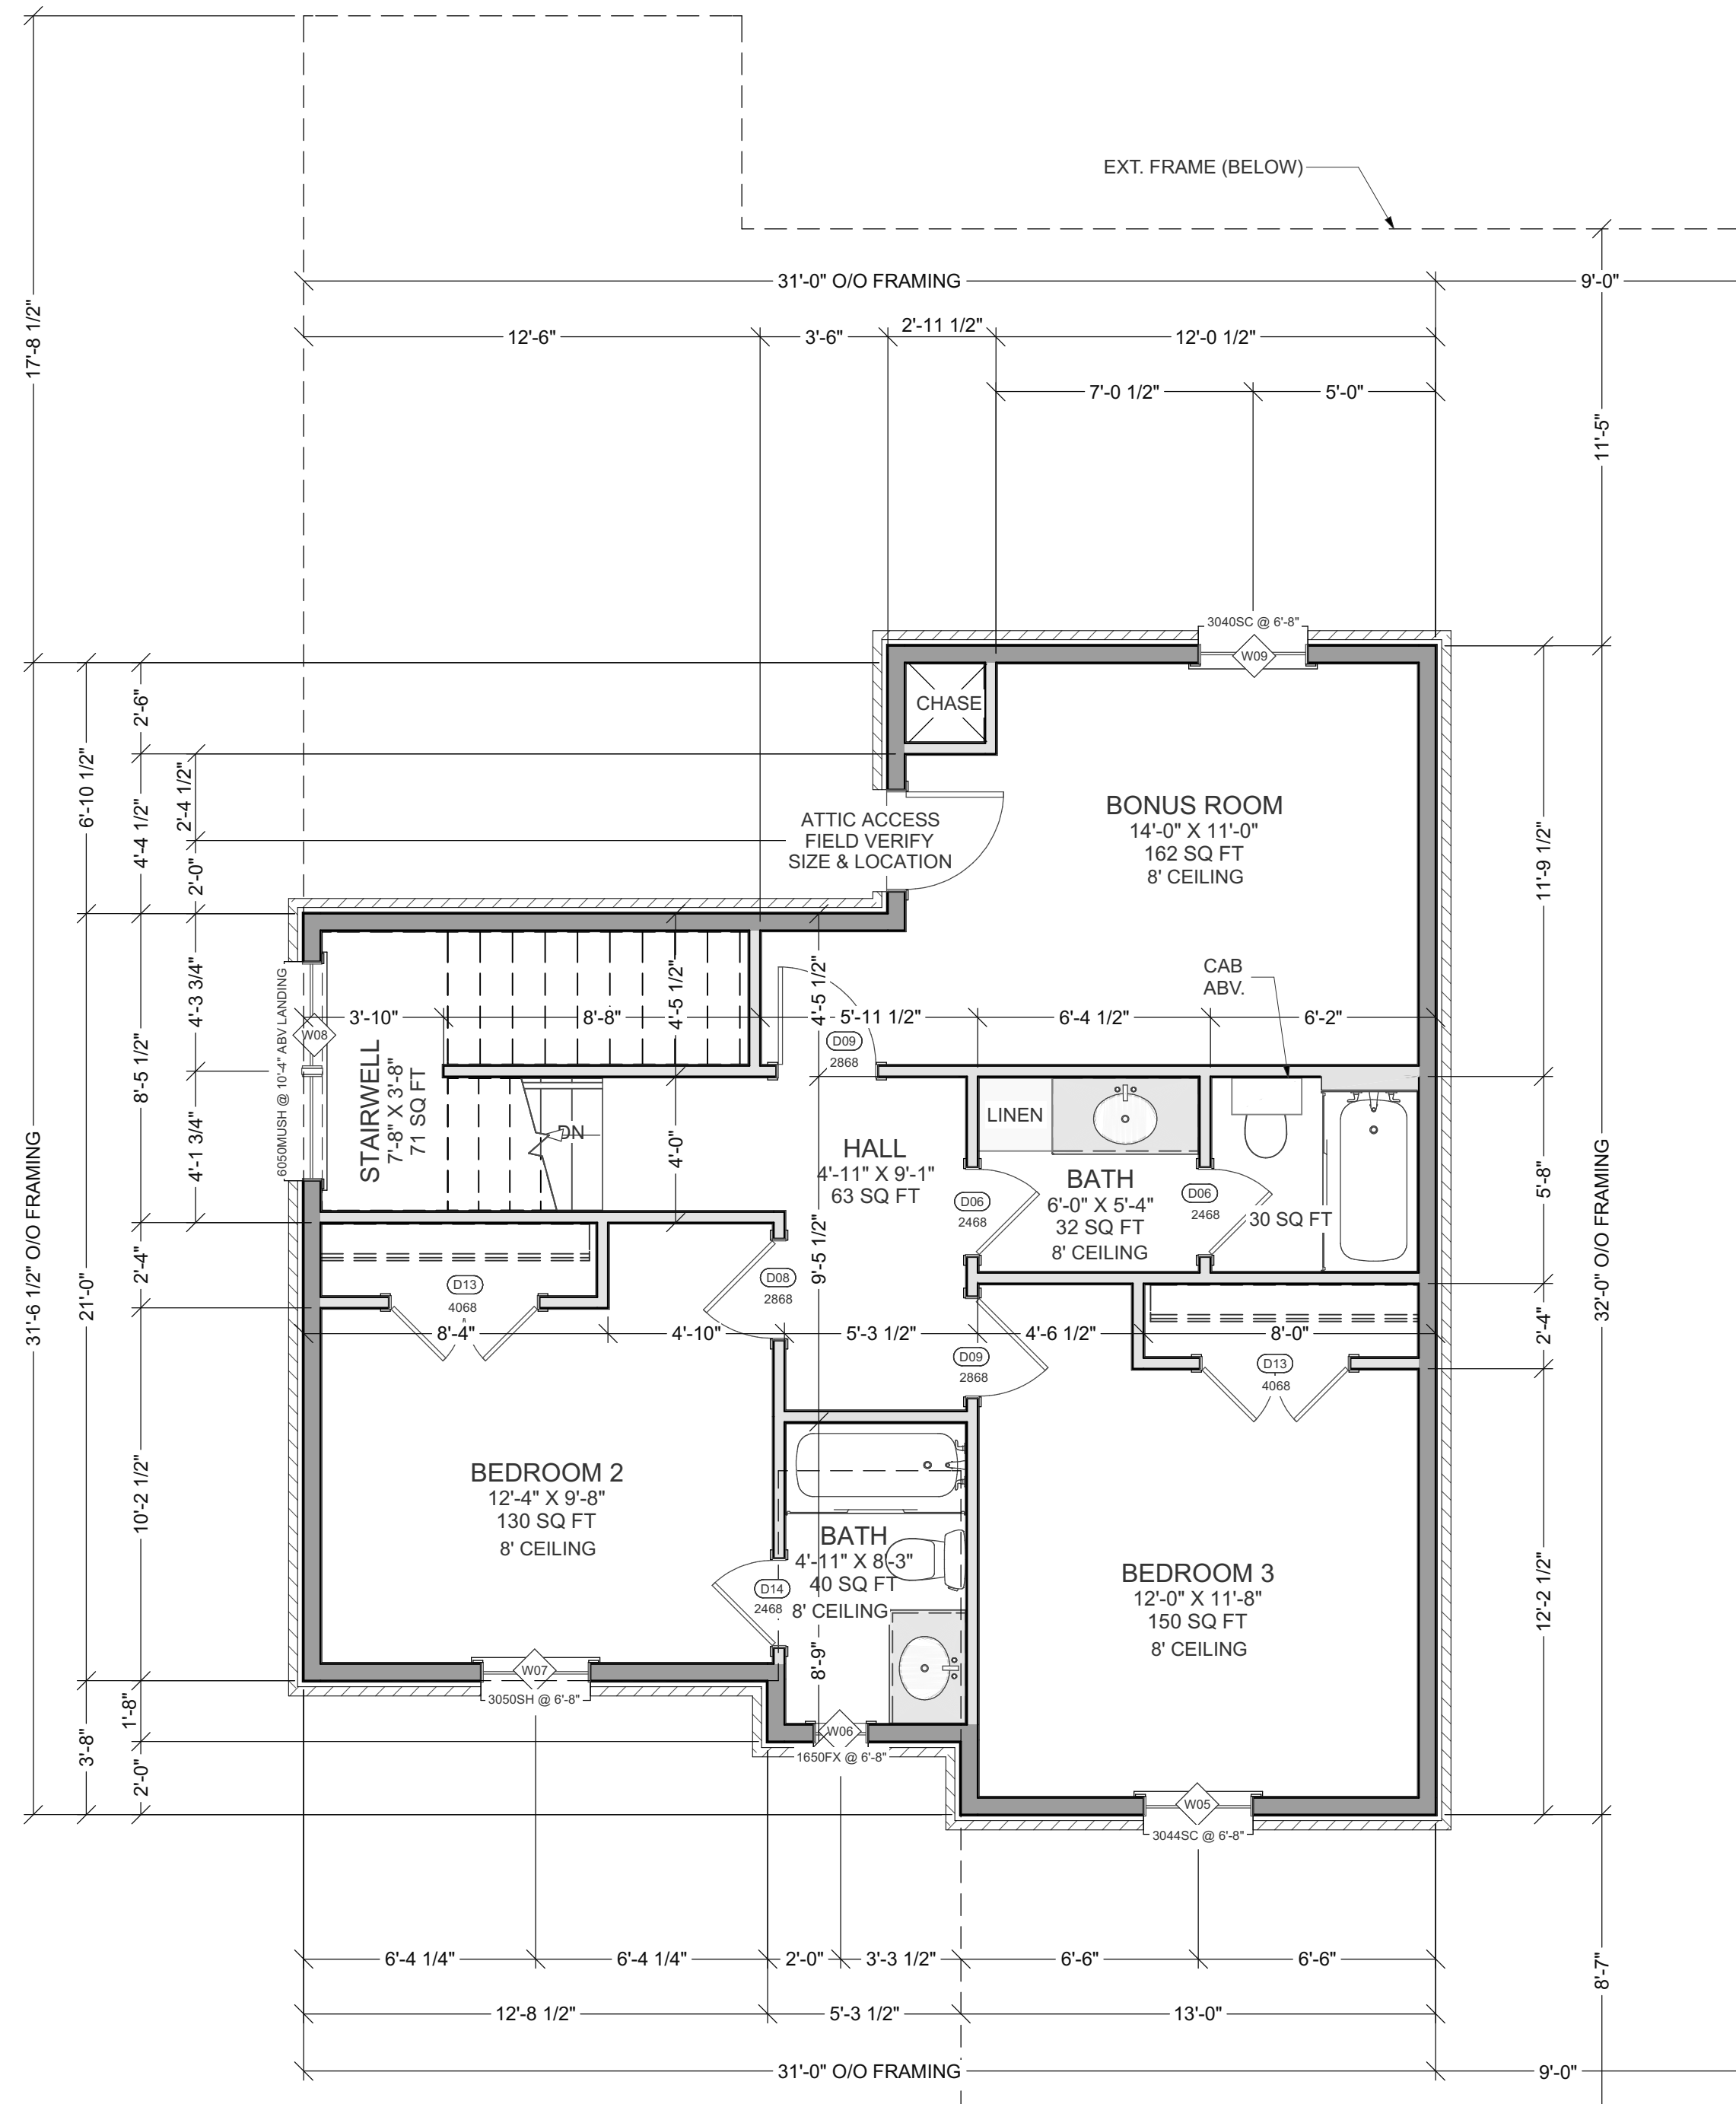 EXT. FRAME (BELOW)
31'-0" O/O FRAMING
9'-0"
17'-8 1/2"
12'-6"
3'-6"
2'-11 1/2"
12'-0 1/2"
7'-0 1/2"
5'-0"
11'-5"
3040SC @ 6'-8"
W09
CHASE
2'-6"
6'-10 1/2"
4'-4 1/2"
2'-4 1/2"
2'-0"
ATTIC ACCESS
FIELD VERIFY
SIZE & LOCATION
BONUS ROOM
14'-0" X 11'-0"
162 SQ FT
8' CEILING
11'-9 1/2"
CAB
ABV.
4'-3 3/4"
8'-5 1/2"
4'-1 3/4"
6050MUSH @ 10'-4" ABV LANDING
W08
3'-10"
8'-8"
4'-5 1/2"
4'-5 1/2"
5'-11 1/2"
6'-4 1/2"
6'-2"
D09
2868
STAIRWELL
7'-8" X 3'-8"
71 SQ FT
DN
4'-0"
HALL
4'-11" X 9'-1"
63 SQ FT
LINEN
BATH
6'-0" X 5'-4"
32 SQ FT
8' CEILING
D06
2468
D06
2468
30 SQ FT
5'-8"
31'-6 1/2" O/O FRAMING
21'-0"
32'-0" O/O FRAMING
2'-4"
D13
4068
D08
2868
9'-5 1/2"
8'-4"
4'-10"
5'-3 1/2"
4'-6 1/2"
8'-0"
2'-4"
D09
2868
D13
4068
BEDROOM 2
12'-4" X 9'-8"
130 SQ FT
8' CEILING
10'-2 1/2"
BATH
4'-11" X 8'-3"
40 SQ FT
8' CEILING
D14
2468
8'-9"
BEDROOM 3
12'-0" X 11'-8"
150 SQ FT
8' CEILING
12'-2 1/2"
W07
3050SH @ 6'-8"
W06
1650FX @ 6'-8"
W05
3044SC @ 6'-8"
1'-8"
3'-8"
2'-0"
6'-4 1/4"
6'-4 1/4"
2'-0"
3'-3 1/2"
6'-6"
6'-6"
8'-7"
12'-8 1/2"
5'-3 1/2"
13'-0"
31'-0" O/O FRAMING
9'-0"